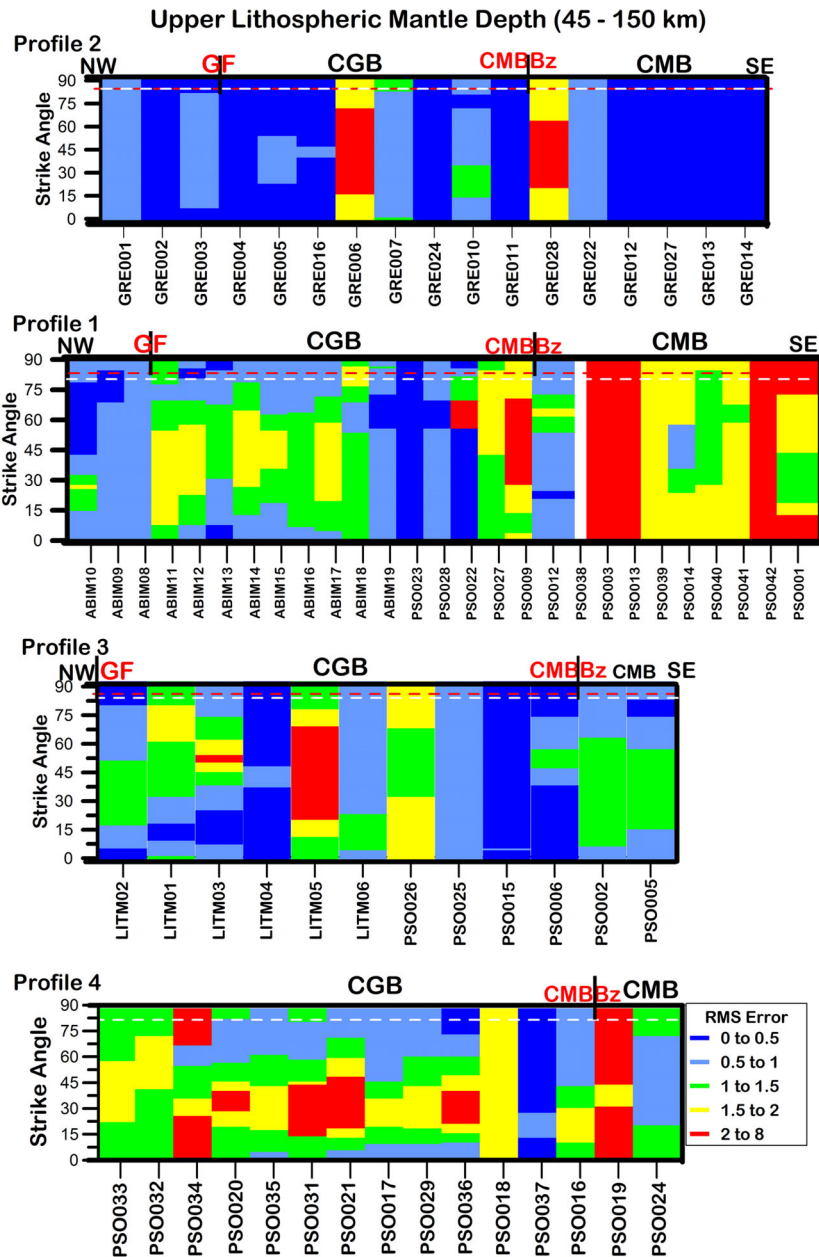 Upper Lithospheric Mantle Depth (45 - 150 km)
Profile 2
NW GF CGB CMBBz CMB SE
Strike Angle
90
75
60
45
30
15
0
GRE001 GRE002 GRE003 GRE004 GRE005 GRE016 GRE006 GRE007 GRE024 GRE010 GRE011 GRE028 GRE022 GRE012 GRE027 GRE013 GRE014
Profile 1
NW GF CGB CMBBz CMB SE
Strike Angle
90
75
60
45
30
15
0
ABIM10 ABIM09 ABIM08 ABIM11 ABIM12 ABIM13 ABIM14 ABIM15 ABIM16 ABIM17 ABIM18 ABIM19 PSO023 PSO028 PSO022 PSO027 PSO009 PSO012 PSO038 PSO003 PSO013 PSO039 PSO014 PSO040 PSO041 PSO042 PSO001
Profile 3
NW GF CGB CMBBz CMB SE
Strike Angle
90
75
60
45
30
15
0
LITM02 LITM01 LITM03 LITM04 LITM05 LITM06 PSO026 PSO025 PSO015 PSO006 PSO002 PSO005
Profile 4
CGB CMBBz CMB
Strike Angle
90
75
60
45
30
15
0
PSO033 PSO032 PSO034 PSO020 PSO035 PSO031 PSO021 PSO017 PSO029 PSO036 PSO018 PSO037 PSO016 PSO019 PSO024
RMS Error
0 to 0.5
0.5 to 1
1 to 1.5
1.5 to 2
2 to 8